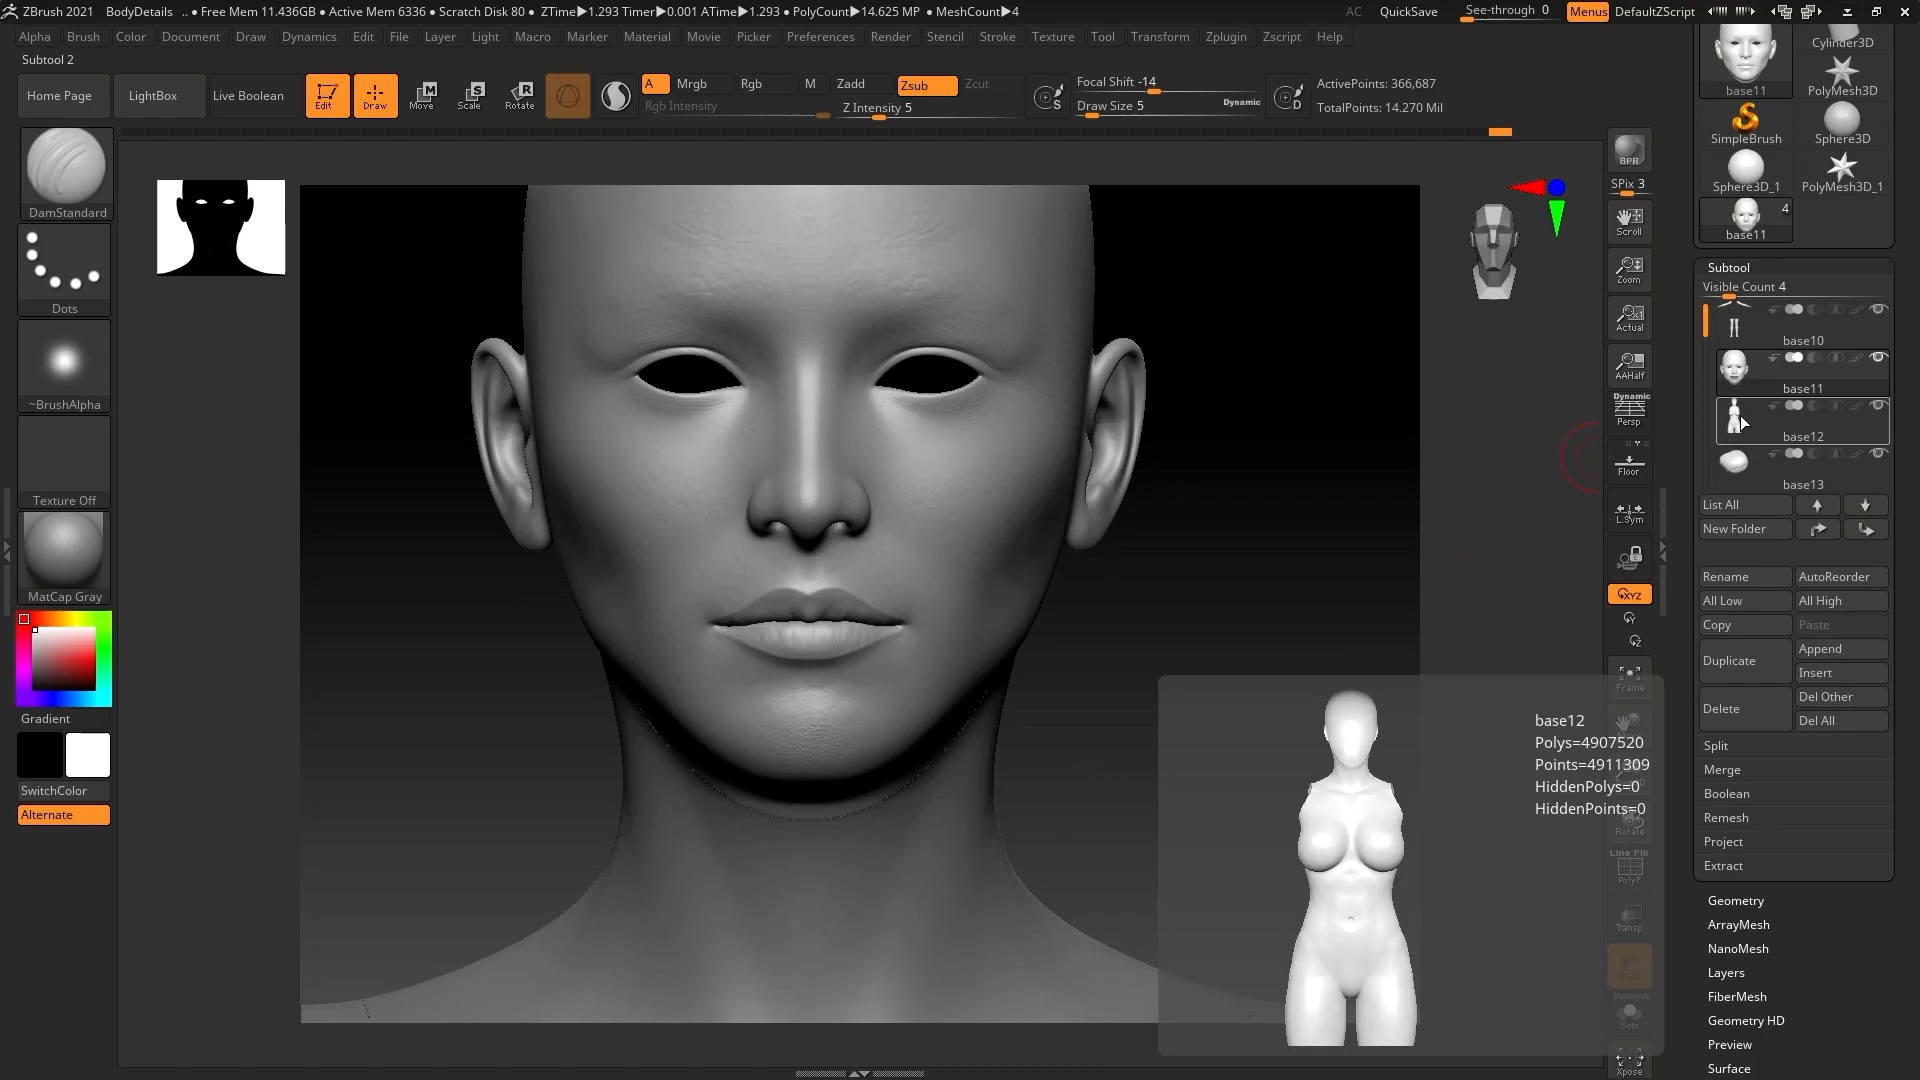 ZBrush 2021 BodyDetails .. ● Free Mem 11.436GB ● Active Mem 6336 ● Scratch Disk 80 ● ZTime▶1.293 Timer▶0.001 ATime▶1.293 ● PolyCount▶14.625 MP ● MeshCount▶4 AC QuickSave See-through 0 Menus DefaultZScript
Alpha Brush Color Document Draw Dynamics Edit File Layer Light Macro Marker Material Movie Picker Preferences Render Stencil Stroke Texture Tool Transform Zplugin Zscript Help
Subtool 2
Home Page LightBox Live Boolean Edit Draw Move Scale Rotate
A Mrgb Rgb M Zadd Zsub Zcut
Rgb Intensity Z Intensity 5
Focal Shift -14
Draw Size 5 Dynamic
ActivePoints: 366,687
TotalPoints: 14.270 Mil
DamStandard
Dots
~BrushAlpha
Texture Off
MatCap Gray
Gradient
SwitchColor
Alternate
BPR
SPix 3
Scroll
Zoom
Actual
AAHalf
Dynamic
Persp
Floor
L.Sym
XYZ
Y
Z
Frame
Rotate
Line Fill
PolyF
Transp
Dynamic
Solo
Xpose
base12
Polys=4907520
Points=4911309
HiddenPolys=0
HiddenPoints=0
base11 Cylinder3D
PolyMesh3D
SimpleBrush Sphere3D
Sphere3D_1 PolyMesh3D_1
4
base11
Subtool
Visible Count 4
base10
base11
base12
base13
List All
New Folder
Rename AutoReorder
All Low All High
Copy Paste
Duplicate Append
Insert
Delete Del Other
Del All
Split
Merge
Boolean
Remesh
Project
Extract
Geometry
ArrayMesh
NanoMesh
Layers
FiberMesh
Geometry HD
Preview
Surface